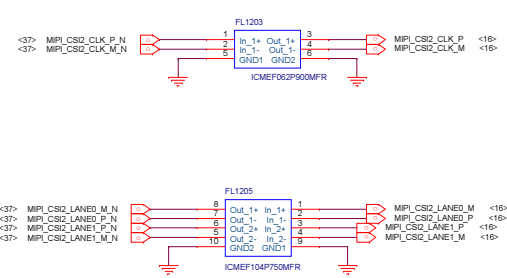 FL1203
<37> MIPI_CSI2_CLK_P_N 1 In_1+ Out_1+ 3 MIPI_CSI2_CLK_P <16>
<37> MIPI_CSI2_CLK_M_N 2 In_1- Out_1- 4 MIPI_CSI2_CLK_M <16>
5 GND1 GND2 6
ICMEF062P900MFR
FL1205
<37> MIPI_CSI2_LANE0_M_N 8 Out_1+ In_1+ 1 MIPI_CSI2_LANE0_M <16>
<37> MIPI_CSI2_LANE0_P_N 7 Out_1- In_1- 2 MIPI_CSI2_LANE0_P <16>
<37> MIPI_CSI2_LANE1_P_N 6 Out_2+ In_2+ 3 MIPI_CSI2_LANE1_P <16>
<37> MIPI_CSI2_LANE1_M_N 5 Out_2- In_2- 4 MIPI_CSI2_LANE1_M <16>
10 GND2 GND1 9
ICMEF104P750MFR